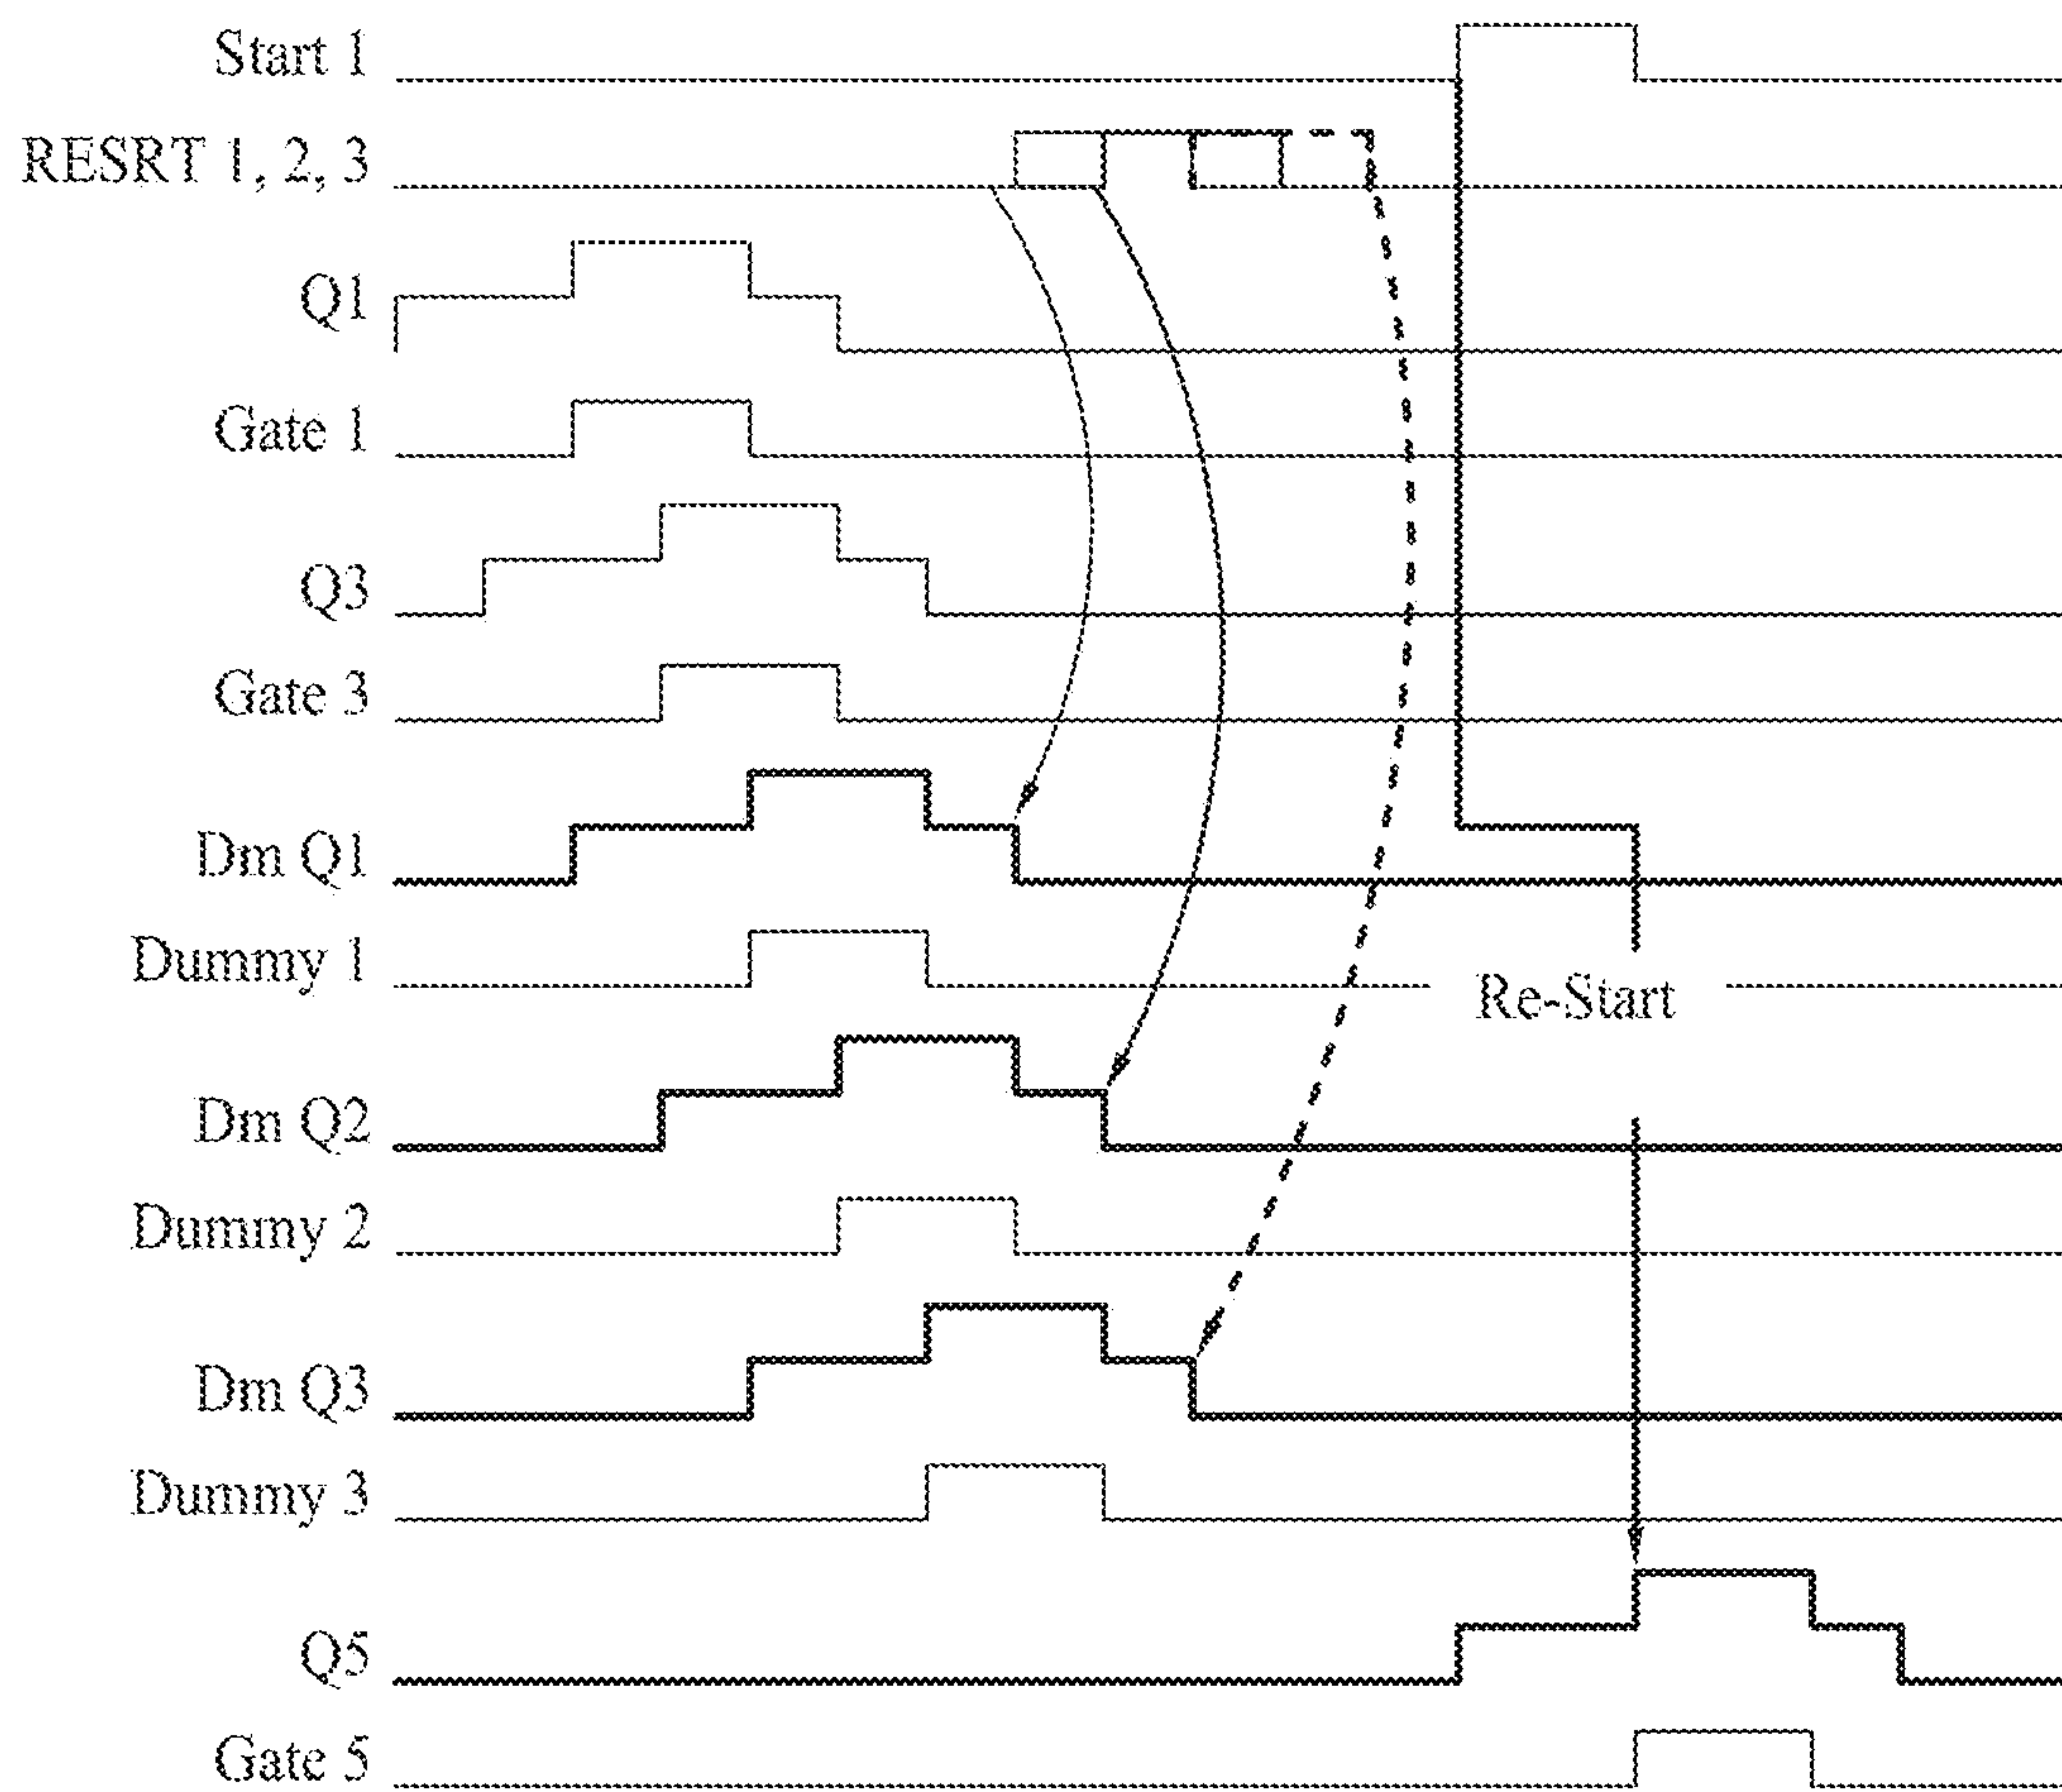 Start 1
RESRT 1, 2, 3
Q1
Gate 1
Q3
Gate 3
Dm Q1
Dummy 1
Re-Start
Dm Q2
Dummy 2
Dm Q3
Dummy 3
Q5
Gate 5